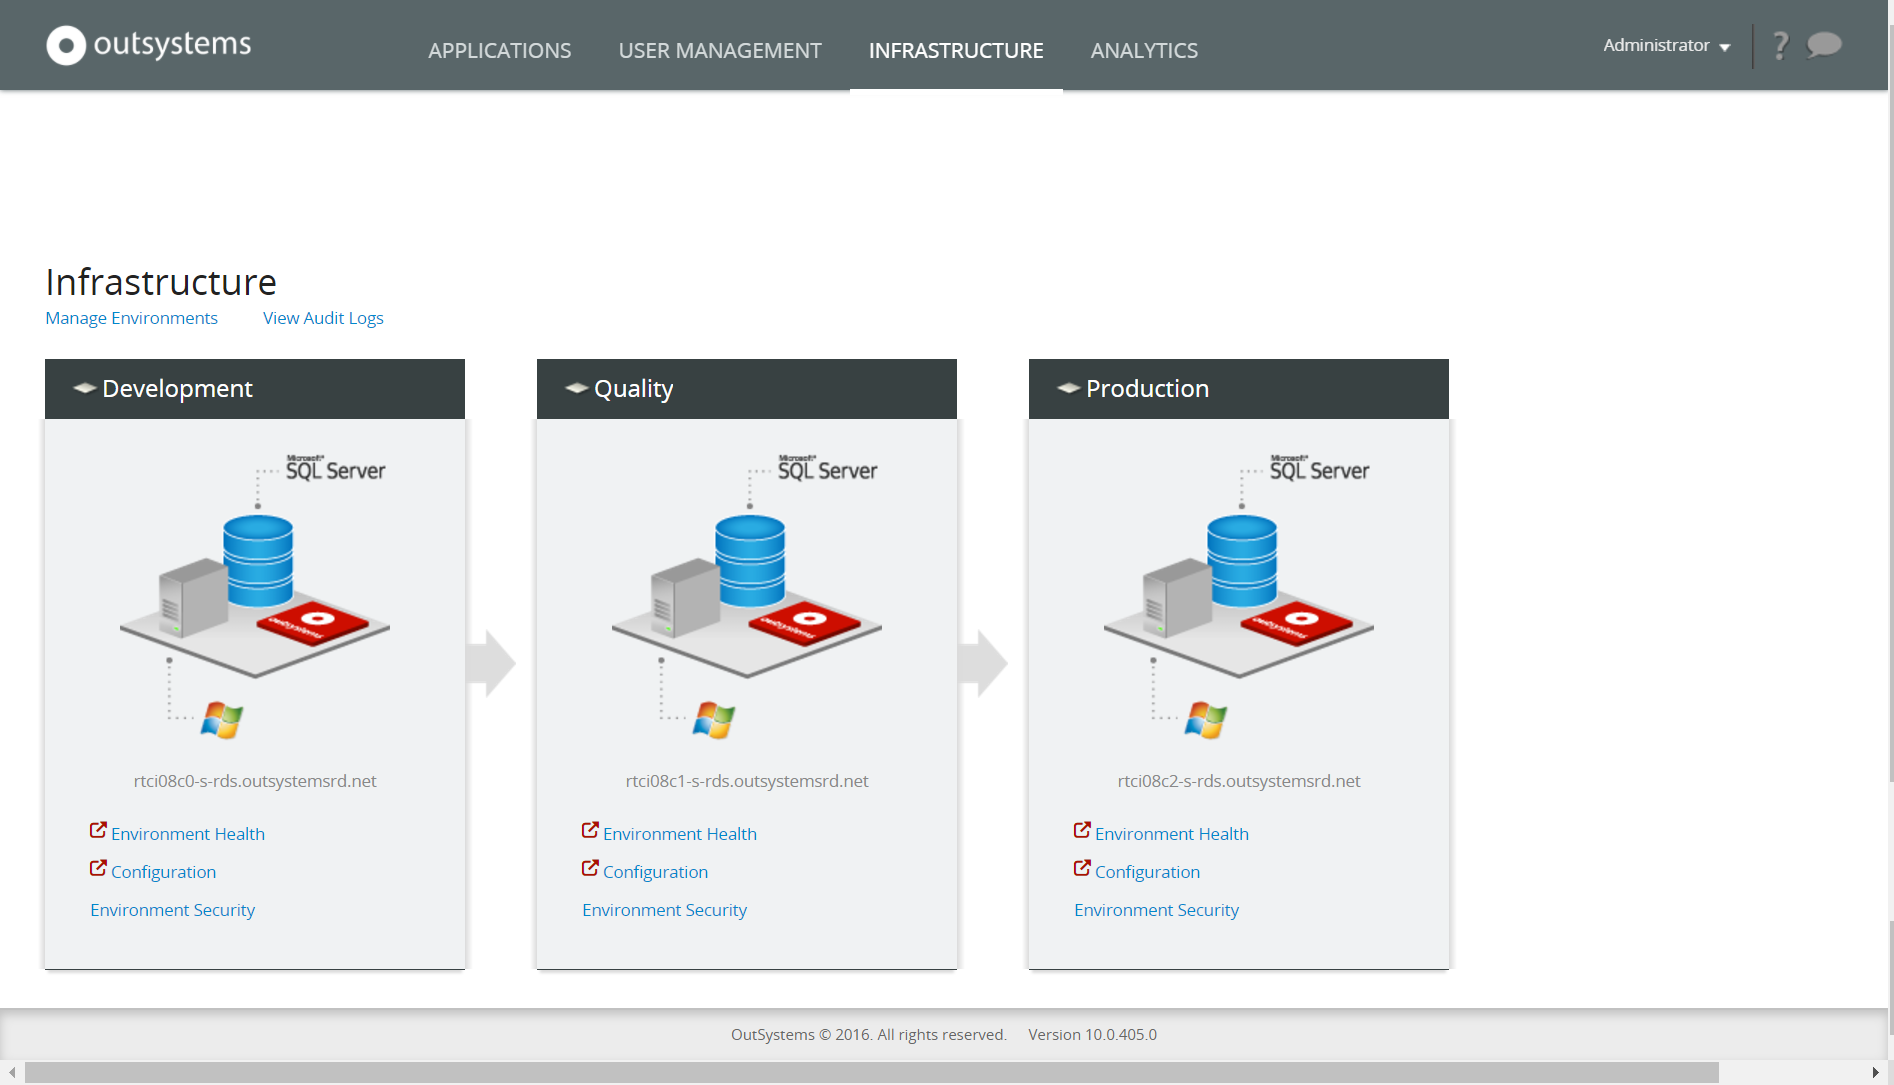 outsystems
APPLICATIONS
USER MANAGEMENT
INFRASTRUCTURE
ANALYTICS
Administrator
?
Infrastructure
Manage Environments
View Audit Logs
Development
Microsoft®
SQL Server
outsystems
rtci08c0-s-rds.outsystemsrd.net
Environment Health
Configuration
Environment Security
Quality
Microsoft®
SQL Server
outsystems
rtci08c1-s-rds.outsystemsrd.net
Environment Health
Configuration
Environment Security
Production
Microsoft®
SQL Server
outsystems
rtci08c2-s-rds.outsystemsrd.net
Environment Health
Configuration
Environment Security
OutSystems © 2016. All rights reserved. Version 10.0.405.0